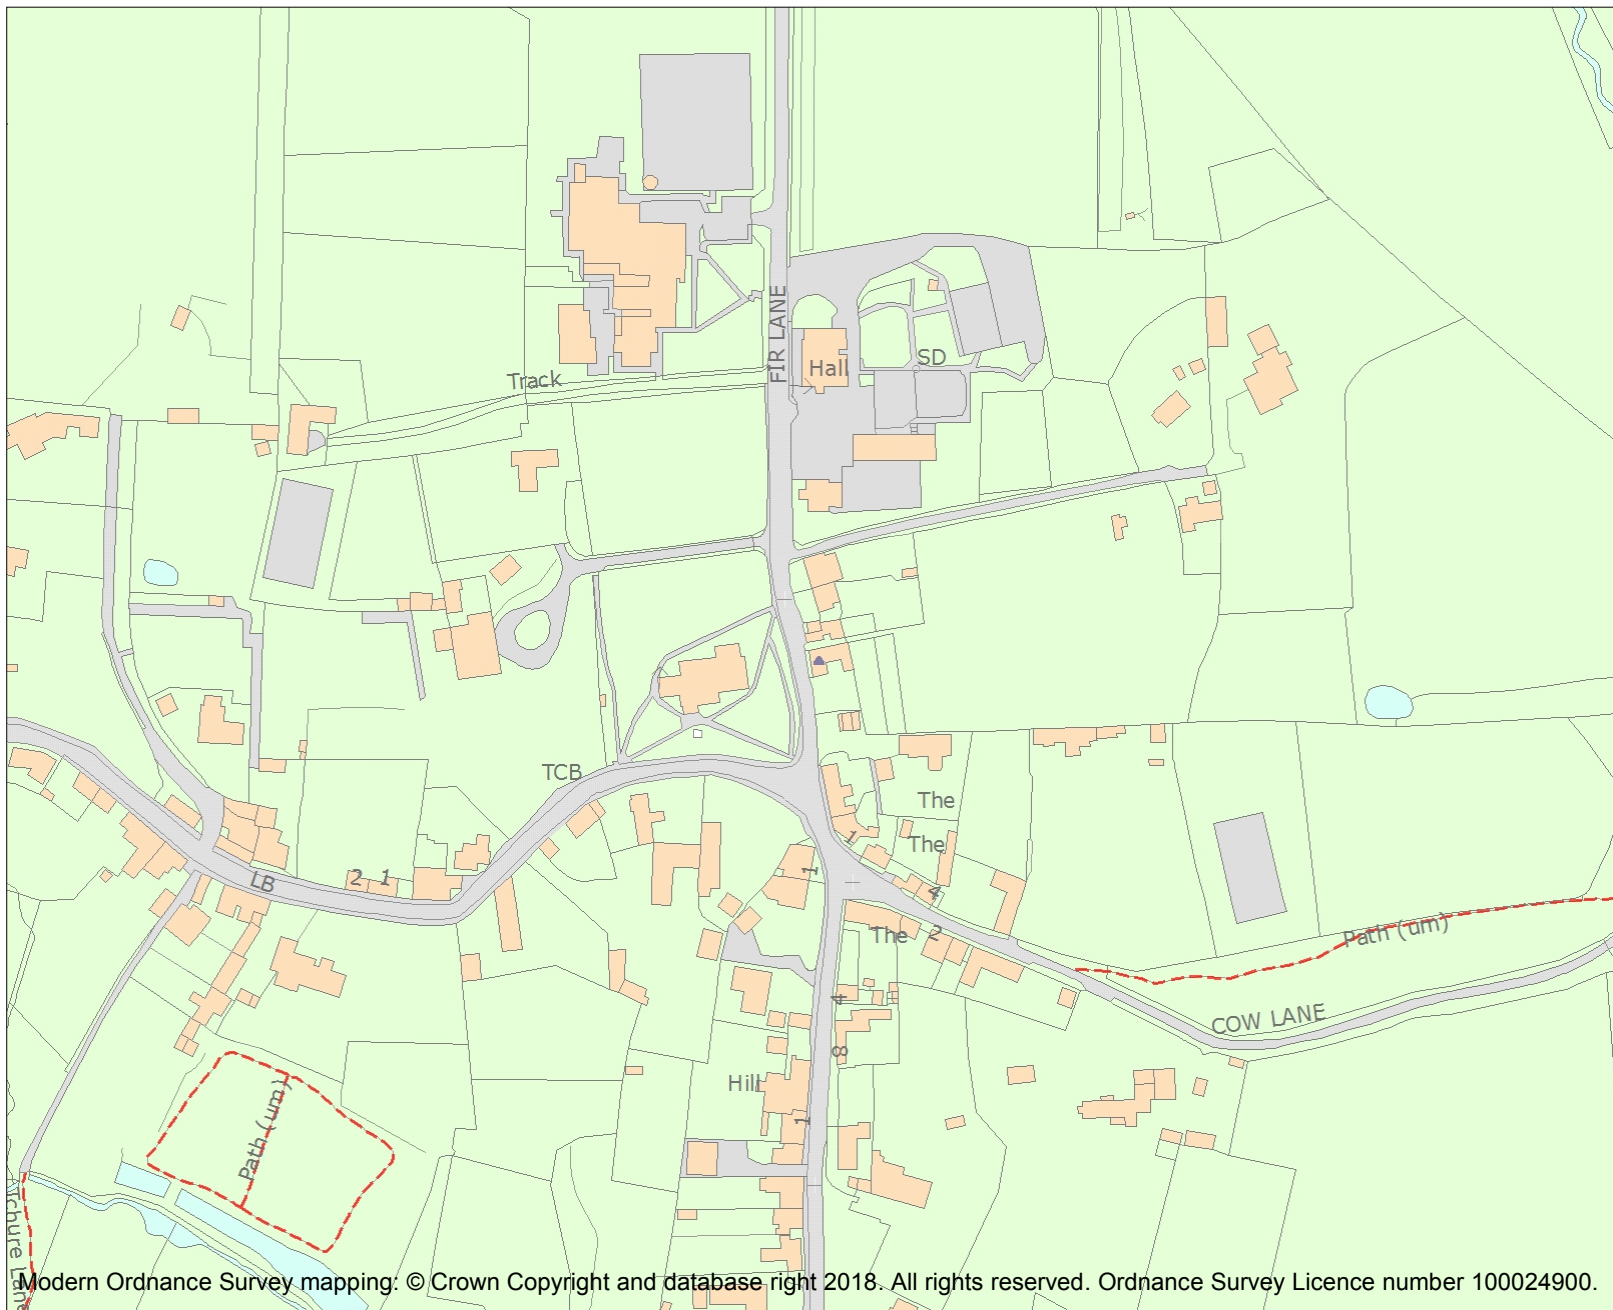 FIR LANE
Hall
SD
Track
TCB
The
The
1
1
4
2 1
LB
The
2
Path (um)
4
COW LANE
8
Hill
Path (um)
1
Tchure Lane
Modern Ordnance Survey mapping: © Crown Copyright and database right 2018. All rights reserved. Ordnance Survey Licence number 100024900.